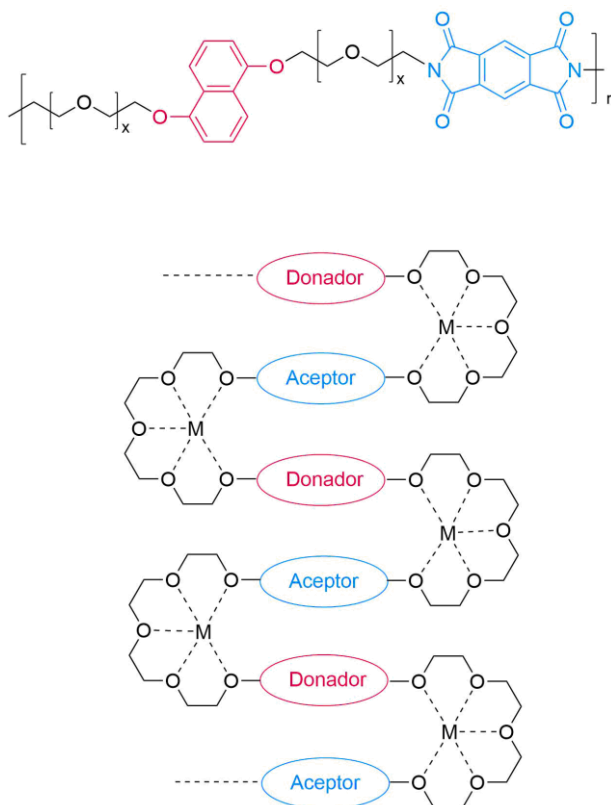 O O
O
O N N
x
O
O O O
x
Donador O O
M O
O O Aceptor O O
O M
O O Donador O O
M O
O O Aceptor O O
O M
O O Donador O O
M O
Aceptor O O